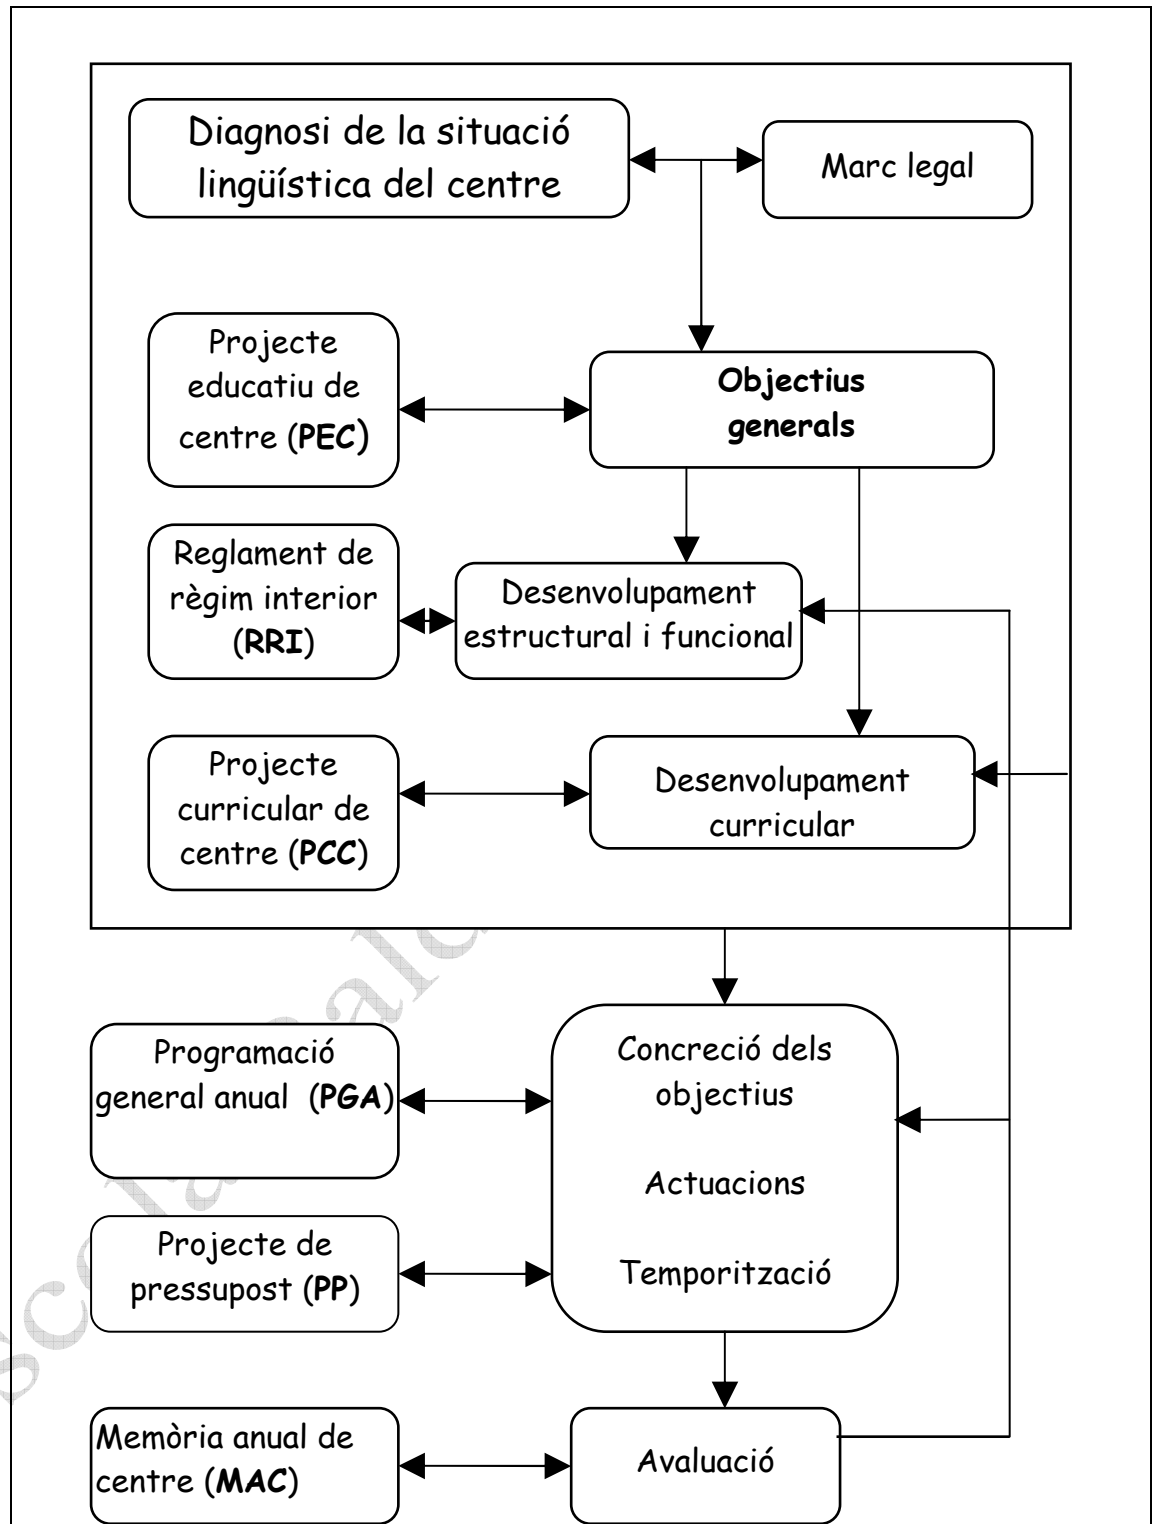 Diagnosi de la situació
lingüística del centre
Marc legal
Projecte
educatiu de
centre (PEC)
Objectius
generals
Reglament de
règim interior
(RRI)
Desenvolupament
estructural i funcional
Projecte
curricular de
centre (PCC)
Desenvolupament
curricular
Programació
general anual  (PGA)
Concreció dels
objectius
Actuacions
Temporització
Projecte de
pressupost (PP)
Memòria anual de
centre (MAC)
Avaluació